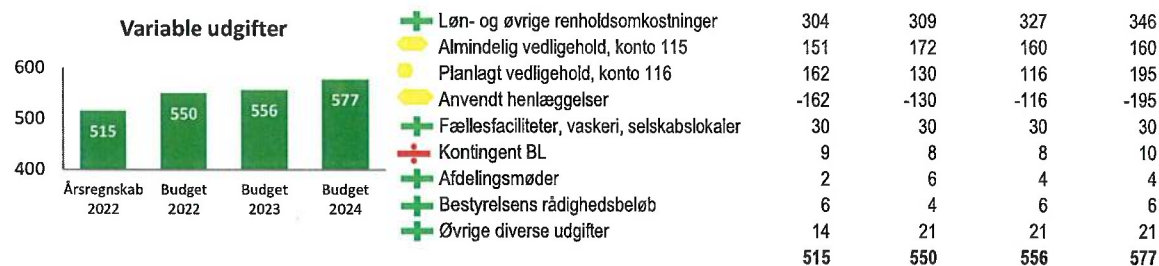 Variable udgifter
600
500
400
515
550
556
577
Årsregnskab 2022
Budget 2022
Budget 2023
Budget 2024
Løn- og øvrige renholdsomkostninger 304 309 327 346
Almindelig vedligehold, konto 115 151 172 160 160
Planlagt vedligehold, konto 116 162 130 116 195
Anvendt henlæggelser -162 -130 -116 -195
Fællesfaciliteter, vaskeri, selskabslokaler 30 30 30 30
Kontingent BL 9 8 8 10
Afdelingsmøder 2 6 4 4
Bestyrelsens rådighedsbeløb 6 4 6 6
Øvrige diverse udgifter 14 21 21 21
515 550 556 577